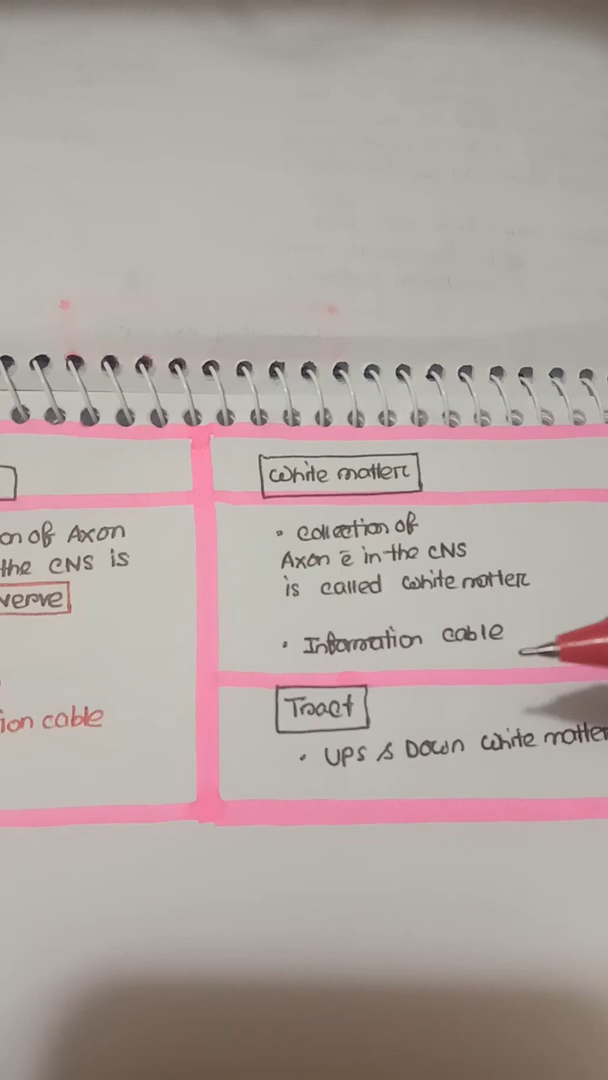 on of Axon
the CNS is
nerve
ion cable
White matter
• Collection of
Axon ē in the CNS
is called white matter
• Information cable
Tract
• UPS & Down white matter